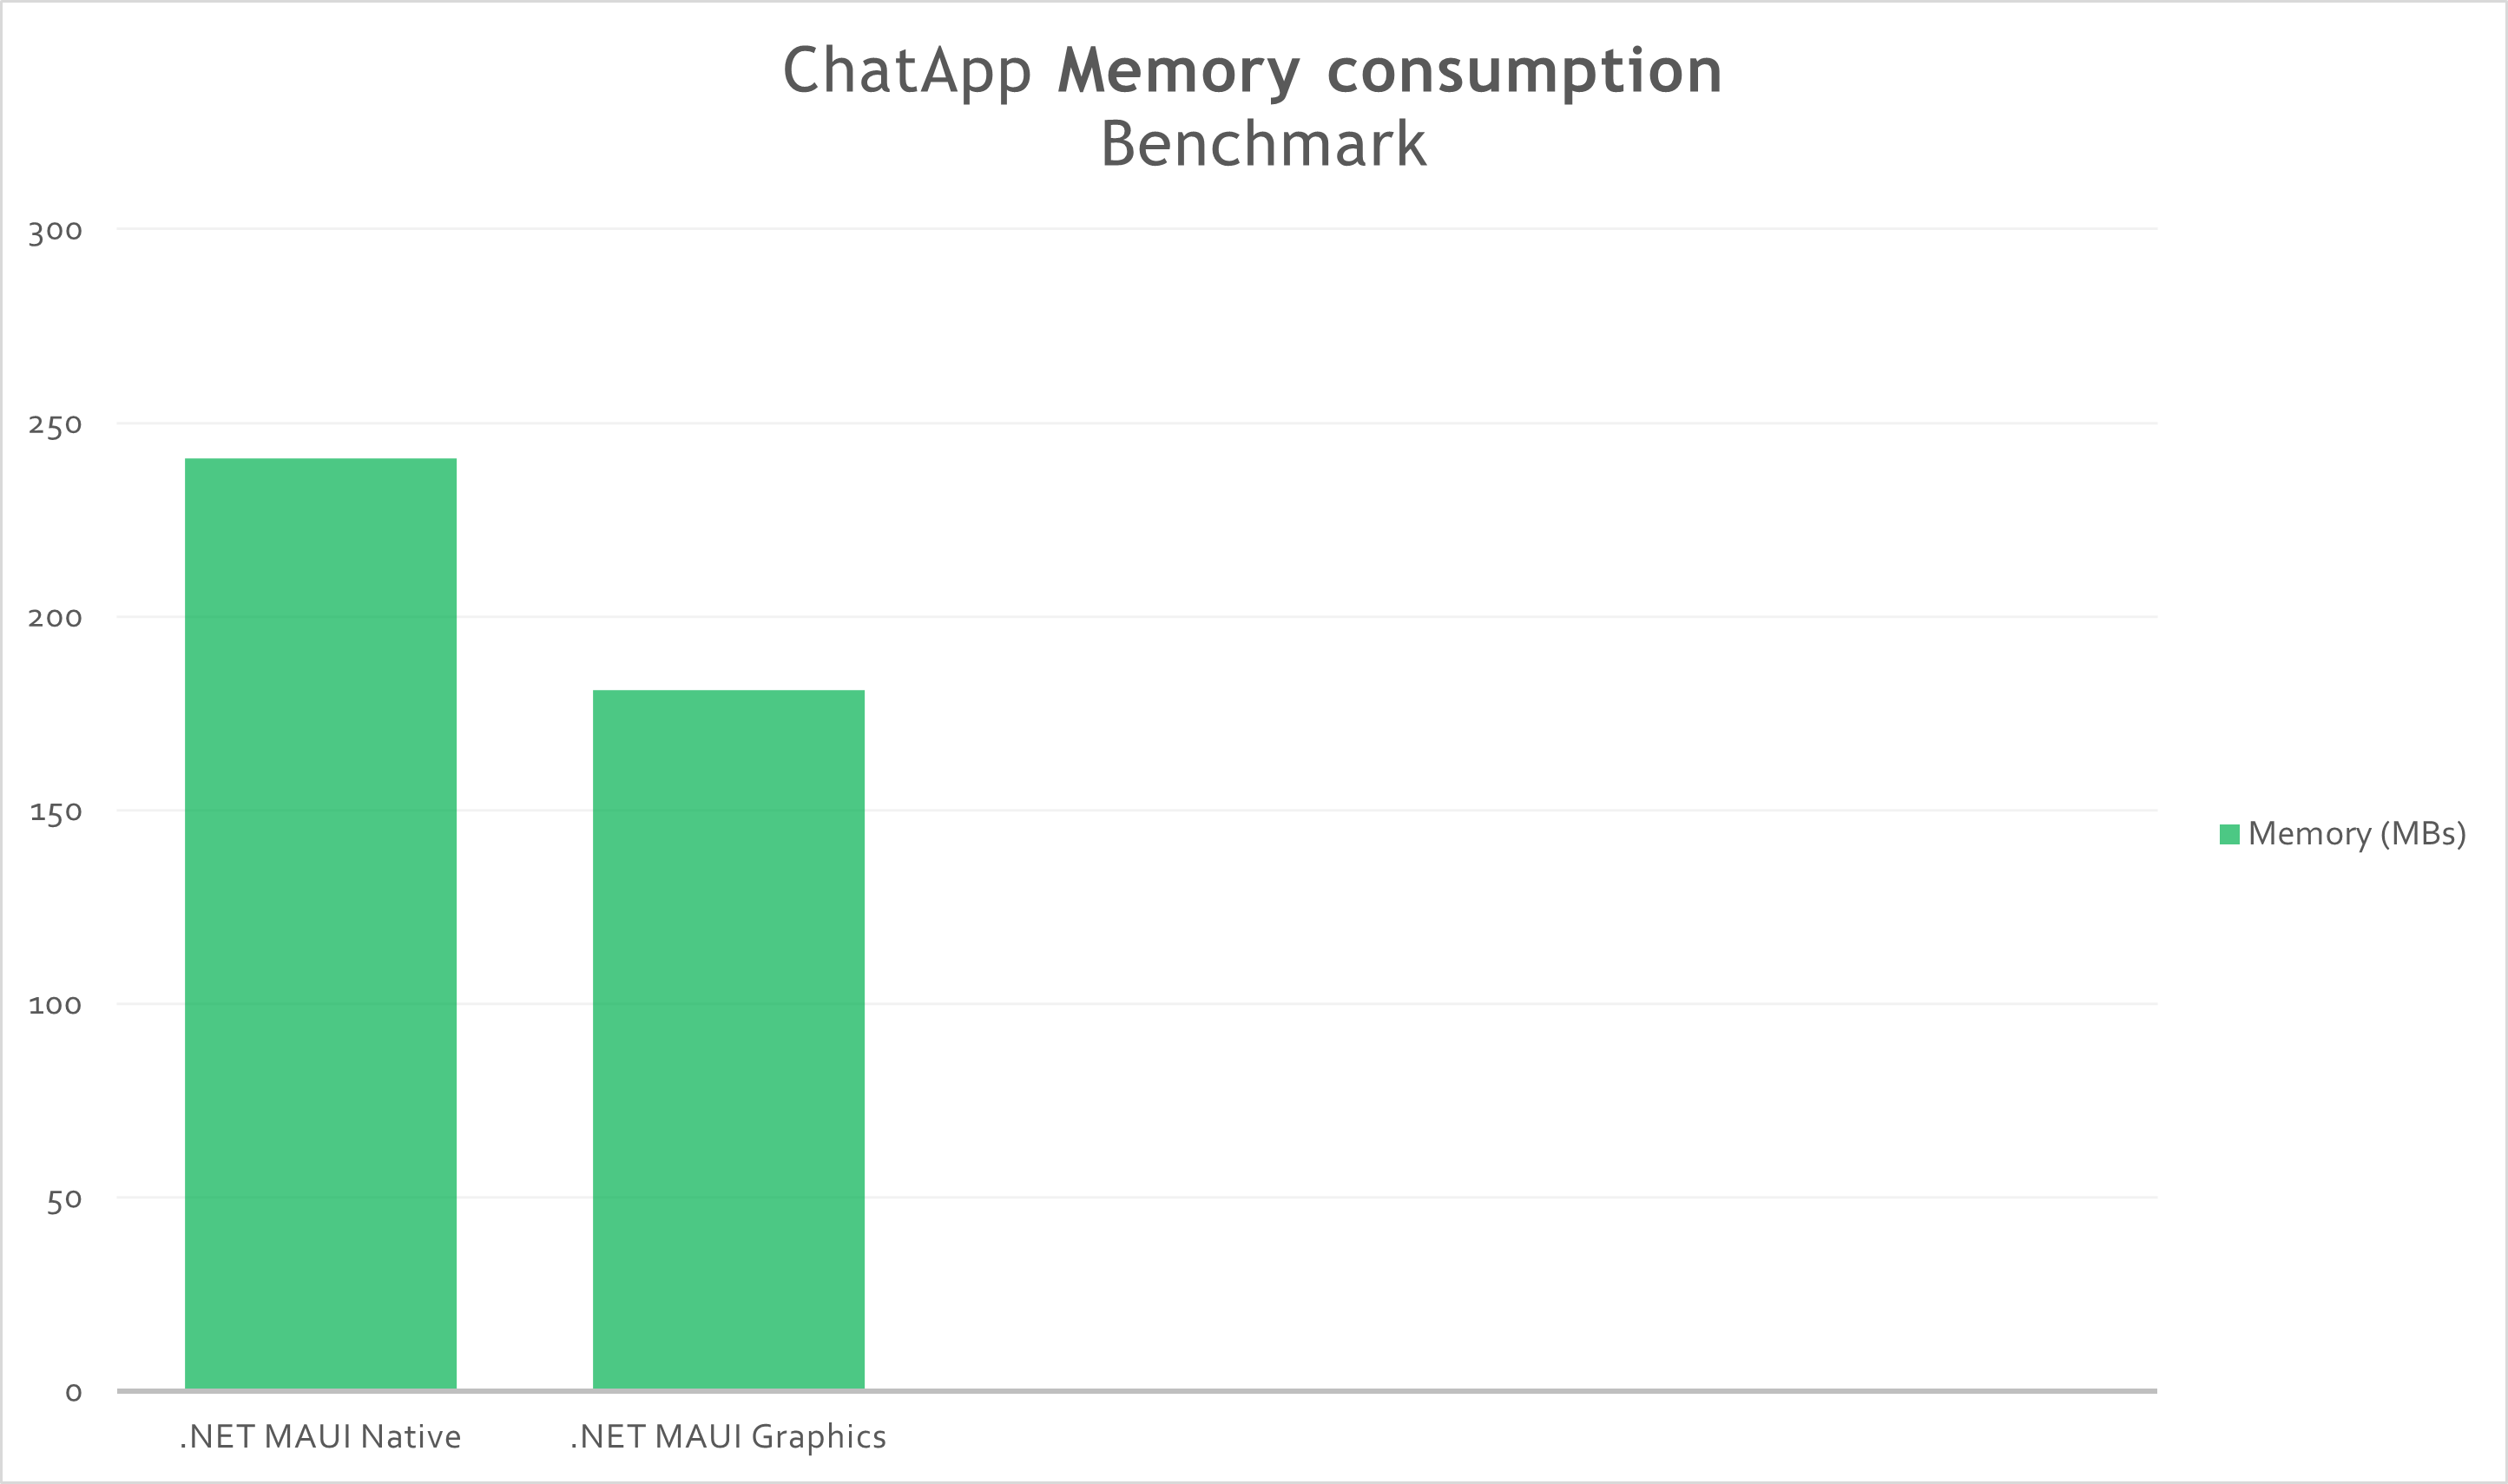 ChatApp Memory consumption
Benchmark
300
250
200
150
100
50
0
.NET MAUI Native
.NET MAUI Graphics
Memory (MBs)